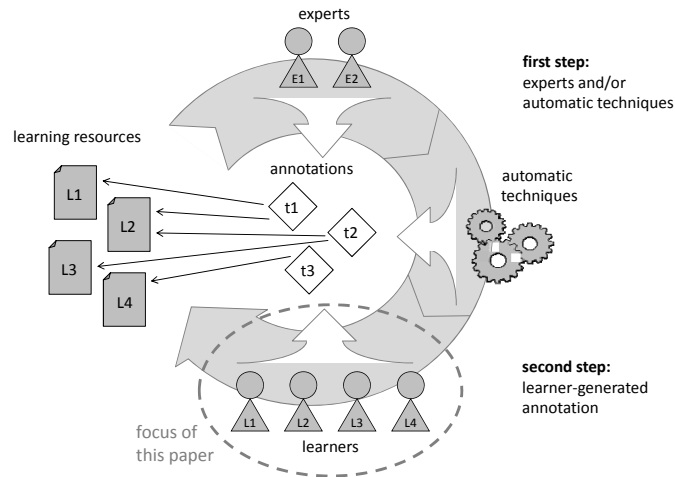 experts
E1 E2
first step:
experts and/or
automatic techniques
learning resources
annotations
automatic
techniques
L1
t1
L2
t2
L3
t3
L4
second step:
learner-generated
annotation
L1 L2 L3 L4
learners
focus of
this paper